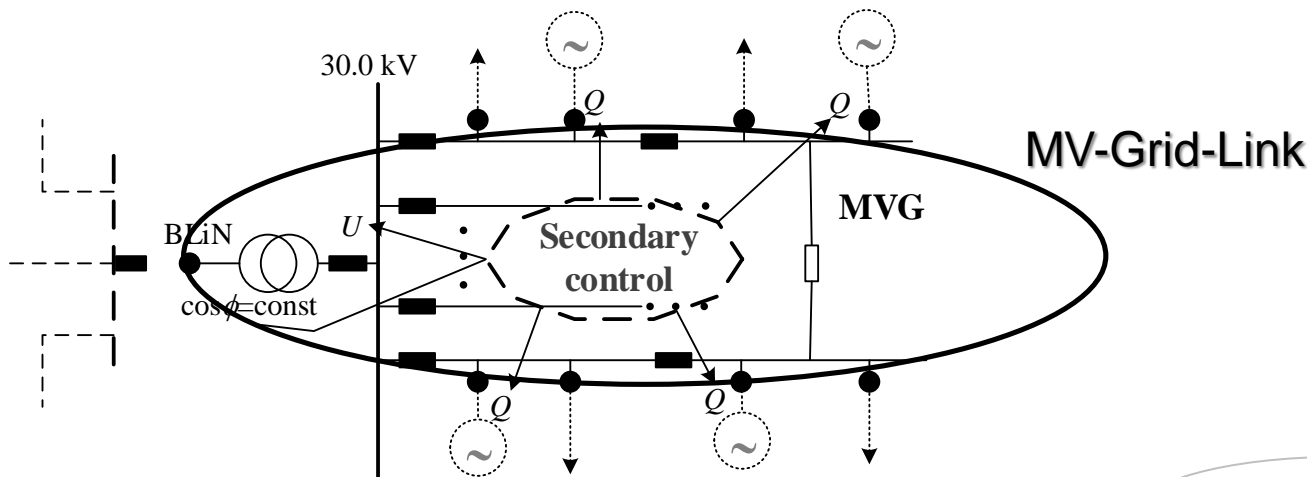 30.0 kV
~
~
Q
Q
MV-Grid-Link
MVG
U
BLiN
Secondary
control
cosϕ=const
Q
Q
~
~